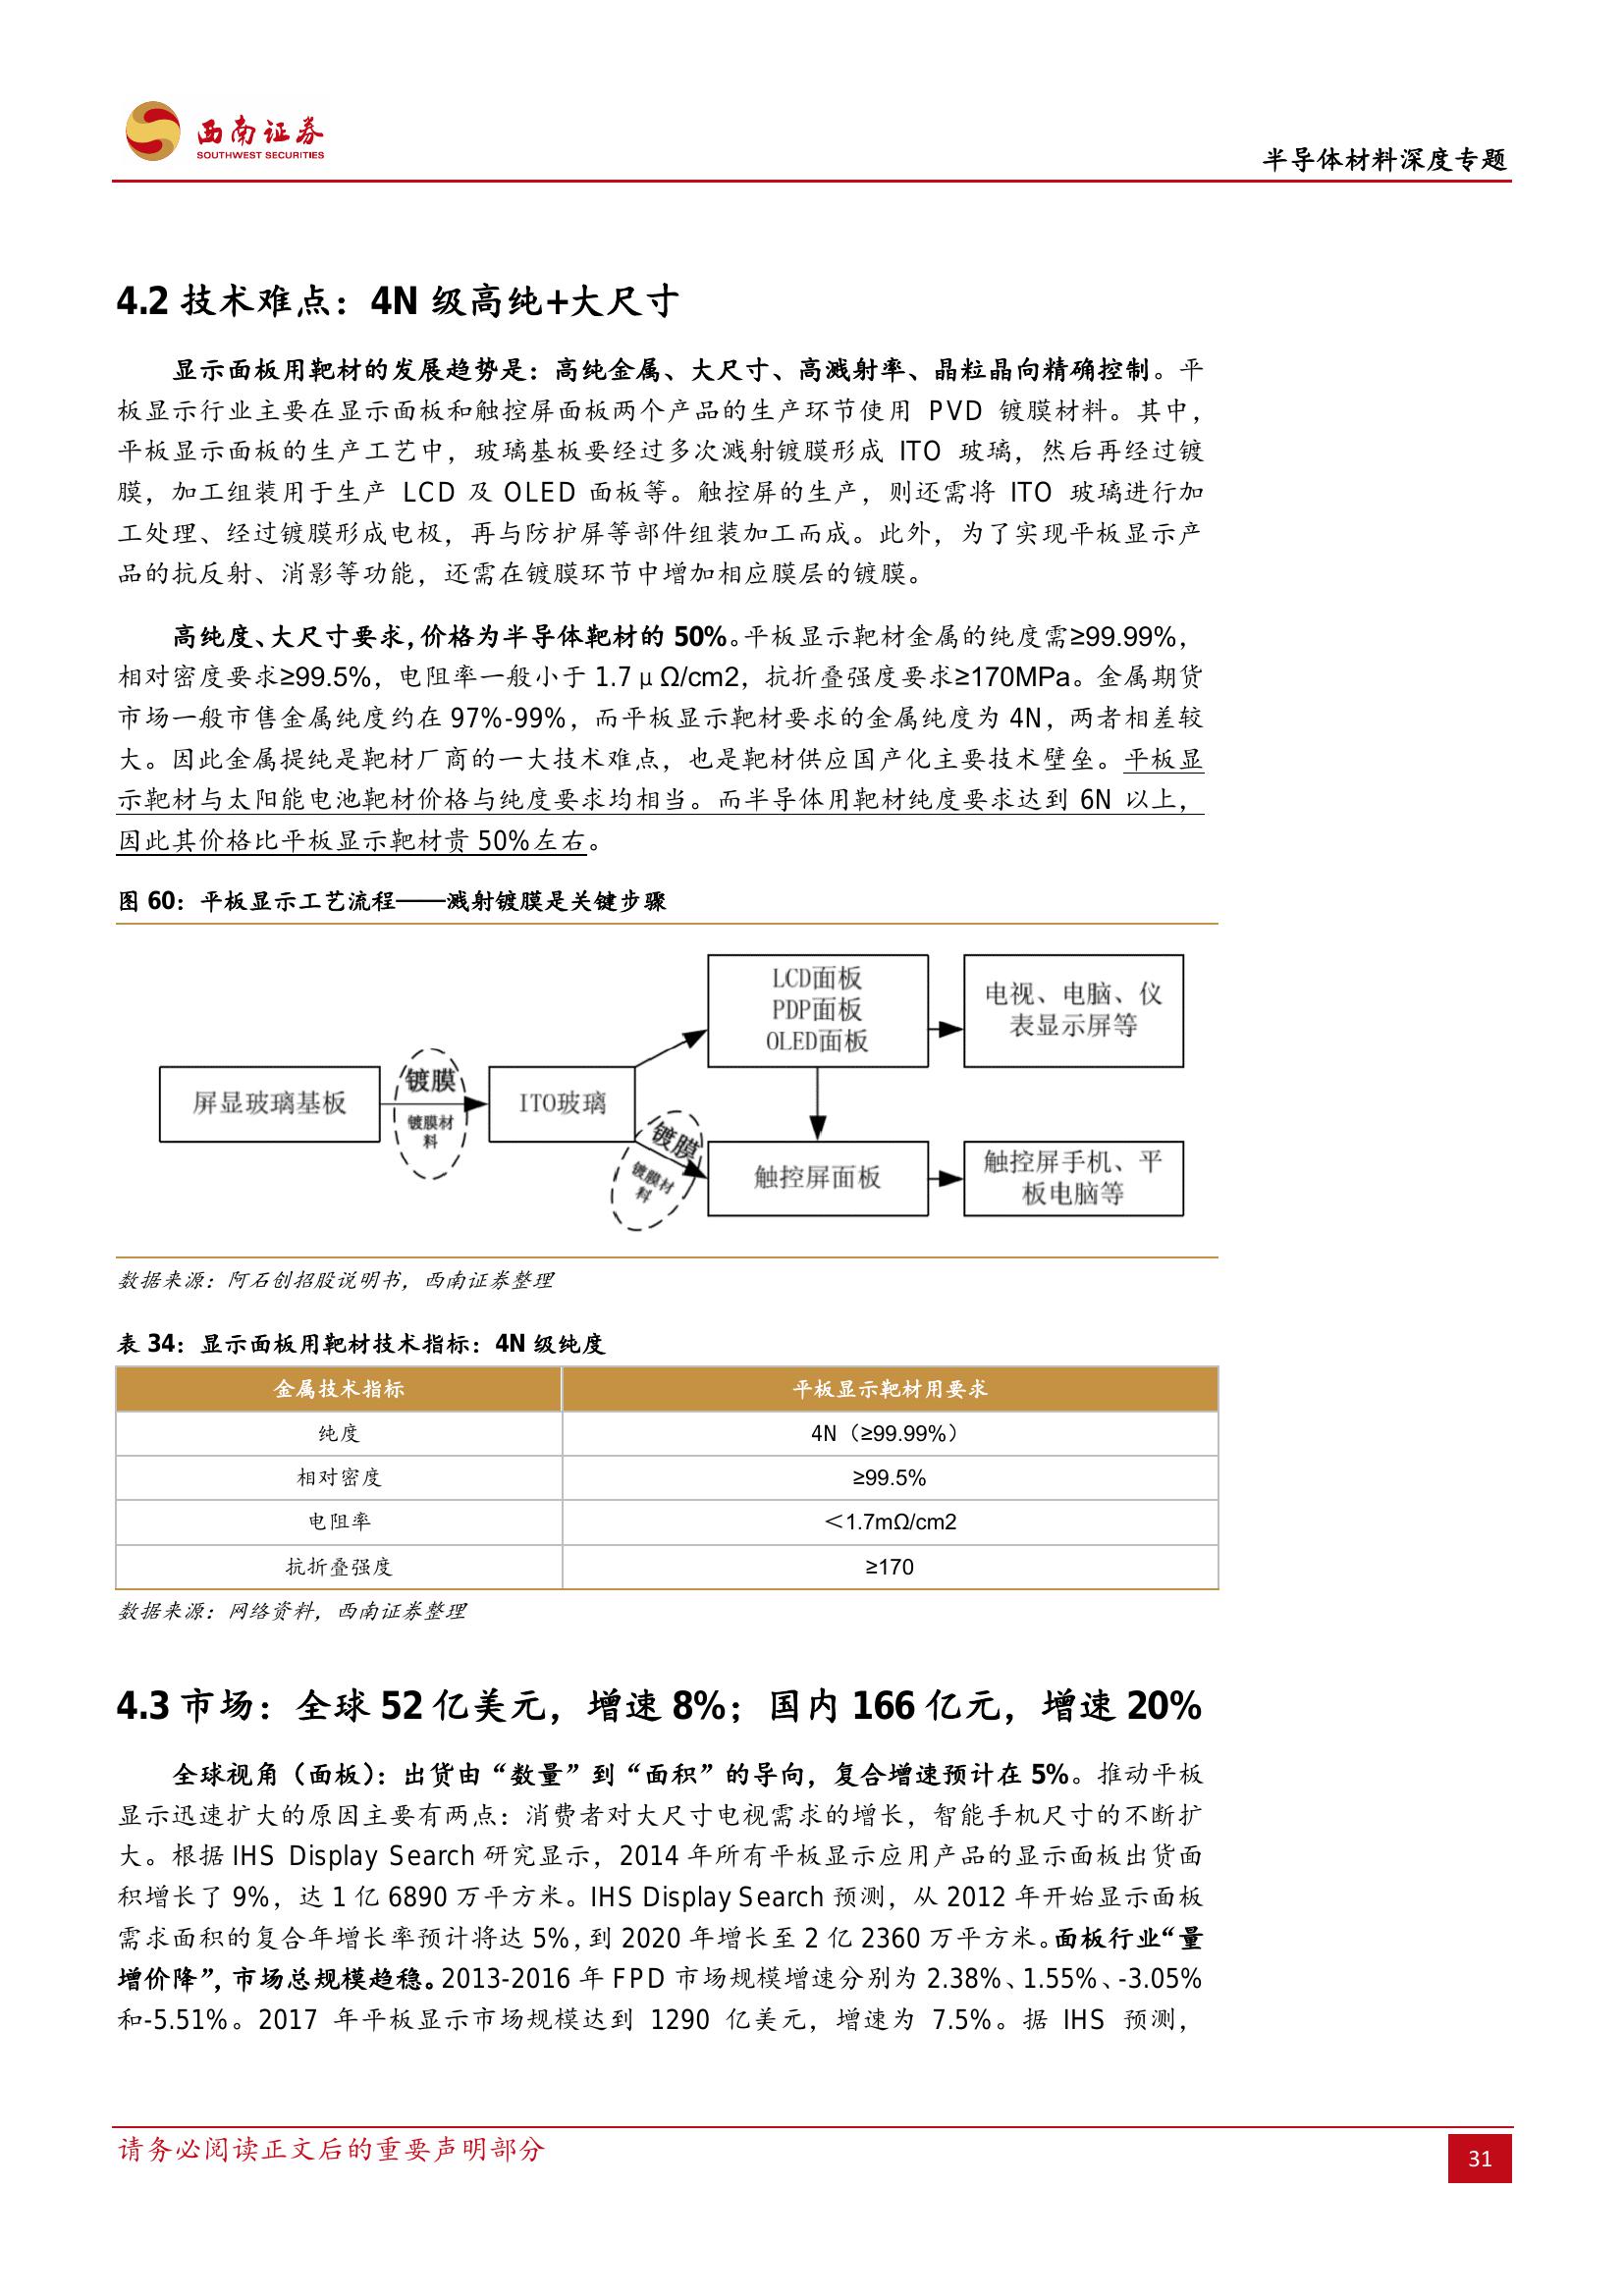 西南证券
SOUTHWEST SECURITIES
半导体材料深度专题
4.2 技术难点：4N 级高纯+大尺寸
显示面板用靶材的发展趋势是：高纯金属、大尺寸、高溅射率、晶粒晶向精确控制。平
板显示行业主要在显示面板和触控屏面板两个产品的生产环节使用 PVD 镀膜材料。其中，
平板显示面板的生产工艺中，玻璃基板要经过多次溅射镀膜形成 ITO 玻璃，然后再经过镀
膜，加工组装用于生产 LCD 及 OLED 面板等。触控屏的生产，则还需将 ITO 玻璃进行加
工处理、经过镀膜形成电极，再与防护屏等部件组装加工而成。此外，为了实现平板显示产
品的抗反射、消影等功能，还需在镀膜环节中增加相应膜层的镀膜。
高纯度、大尺寸要求，价格为半导体靶材的 50%。平板显示靶材金属的纯度需≥99.99%，
相对密度要求≥99.5%，电阻率一般小于 1.7 μ Ω/cm2，抗折叠强度要求≥170MPa。金属期货
市场一般市售金属纯度约在 97%-99%，而平板显示靶材要求的金属纯度为 4N，两者相差较
大。因此金属提纯是靶材厂商的一大技术难点，也是靶材供应国产化主要技术壁垒。平板显
示靶材与太阳能电池靶材价格与纯度要求均相当。而半导体用靶材纯度要求达到 6N 以上，
因此其价格比平板显示靶材贵 50%左右。
图 60：平板显示工艺流程——溅射镀膜是关键步骤
屏显玻璃基板
镀膜
镀膜材
料
ITO玻璃
镀膜
镀膜材
料
LCD面板
PDP面板
OLED面板
电视、电脑、仪
表显示屏等
触控屏面板
触控屏手机、平
板电脑等
数据来源：阿石创招股说明书，西南证券整理
表 34：显示面板用靶材技术指标：4N 级纯度
金属技术指标 平板显示靶材用要求
纯度 4N（≥99.99%）
相对密度 ≥99.5%
电阻率 ＜1.7mΩ/cm2
抗折叠强度 ≥170
数据来源：网络资料，西南证券整理
4.3 市场：全球 52 亿美元，增速 8%；国内 166 亿元，增速 20%
全球视角（面板）：出货由“数量”到“面积”的导向，复合增速预计在 5%。推动平板
显示迅速扩大的原因主要有两点：消费者对大尺寸电视需求的增长，智能手机尺寸的不断扩
大。根据 IHS Display Search 研究显示，2014 年所有平板显示应用产品的显示面板出货面
积增长了 9%，达 1 亿 6890 万平方米。IHS Display Search 预测，从 2012 年开始显示面板
需求面积的复合年增长率预计将达 5%，到 2020 年增长至 2 亿 2360 万平方米。面板行业“量
增价降”，市场总规模趋稳。2013-2016 年 FPD 市场规模增速分别为 2.38%、1.55%、-3.05%
和-5.51%。2017 年平板显示市场规模达到 1290 亿美元，增速为 7.5%。据 IHS 预测，
请务必阅读正文后的重要声明部分
31